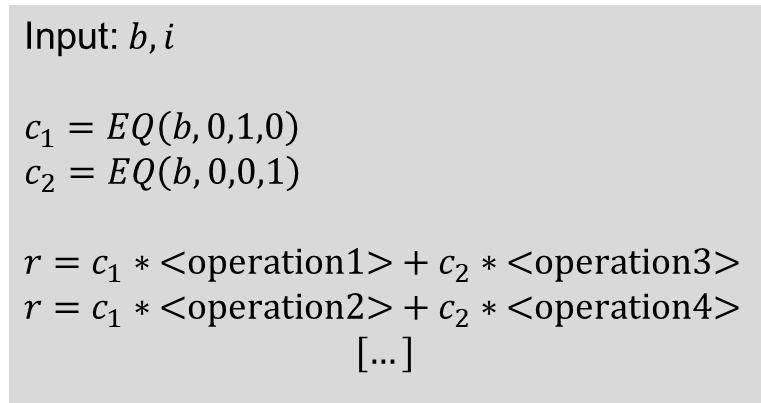 Input: b, i
c₁ = EQ(b, 0,1,0)
c₂ = EQ(b, 0,0,1)
r = c₁ ∗ <operation1> + c₂ ∗ <operation3>
r = c₁ ∗ <operation2> + c₂ ∗ <operation4>
[…]